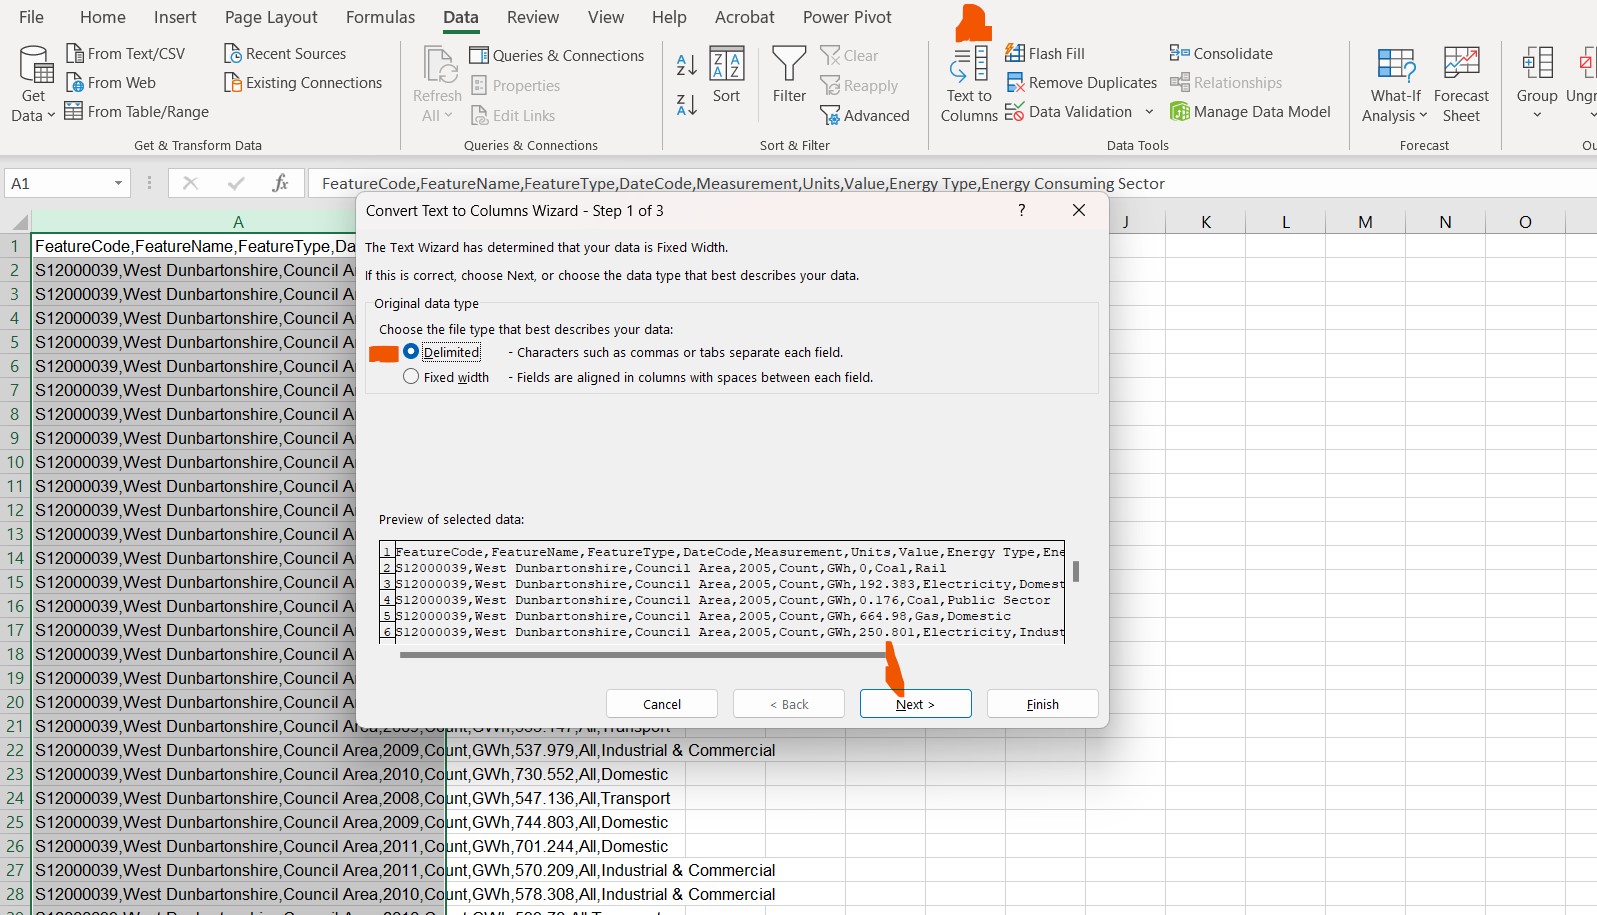 File Home Insert Page Layout Formulas Data Review View Help Acrobat Power Pivot
Get Data
From Text/CSV
From Web
From Table/Range
Recent Sources
Existing Connections
Get & Transform Data
Refresh All
Queries & Connections
Properties
Edit Links
Queries & Connections
A Z
Z A
Z A A Z
Sort
Filter
Clear
Reapply
Advanced
Sort & Filter
Text to Columns
Flash Fill
Remove Duplicates
Data Validation
Consolidate
Relationships
Manage Data Model
Data Tools
What-If Analysis
Forecast Sheet
Forecast
Group
Ungr
Ou
A1
fx
FeatureCode,FeatureName,FeatureType,DateCode,Measurement,Units,Value,Energy Type,Energy Consuming Sector
A J K L M N O
Convert Text to Columns Wizard - Step 1 of 3
?
The Text Wizard has determined that your data is Fixed Width.
If this is correct, choose Next, or choose the data type that best describes your data.
Original data type
Choose the file type that best describes your data:
Delimited - Characters such as commas or tabs separate each field.
Fixed width - Fields are aligned in columns with spaces between each field.
Preview of selected data:
1 FeatureCode,FeatureName,FeatureType,DateCode,Measurement,Units,Value,Energy Type,Ene
2 S12000039,West Dunbartonshire,Council Area,2005,Count,GWh,0,Coal,Rail
3 S12000039,West Dunbartonshire,Council Area,2005,Count,GWh,192.383,Electricity,Domest
4 S12000039,West Dunbartonshire,Council Area,2005,Count,GWh,0.176,Coal,Public Sector
5 S12000039,West Dunbartonshire,Council Area,2005,Count,GWh,664.98,Gas,Domestic
6 S12000039,West Dunbartonshire,Council Area,2005,Count,GWh,250.801,Electricity,Indust
Cancel
< Back
Next >
Finish
1 FeatureCode,FeatureName,FeatureType,Da
2 S12000039,West Dunbartonshire,Council A
3 S12000039,West Dunbartonshire,Council A
4 S12000039,West Dunbartonshire,Council A
5 S12000039,West Dunbartonshire,Council A
6 S12000039,West Dunbartonshire,Council A
7 S12000039,West Dunbartonshire,Council A
8 S12000039,West Dunbartonshire,Council A
9 S12000039,West Dunbartonshire,Council A
10 S12000039,West Dunbartonshire,Council A
11 S12000039,West Dunbartonshire,Council A
12 S12000039,West Dunbartonshire,Council A
13 S12000039,West Dunbartonshire,Council A
14 S12000039,West Dunbartonshire,Council A
15 S12000039,West Dunbartonshire,Council A
16 S12000039,West Dunbartonshire,Council A
17 S12000039,West Dunbartonshire,Council A
18 S12000039,West Dunbartonshire,Council A
19 S12000039,West Dunbartonshire,Council A
20 S12000039,West Dunbartonshire,Council A
21 S12000039,West Dunbartonshire,Council
22 S12000039,West Dunbartonshire,Council Area,2009,Count,GWh,537.979,All,Industrial & Commercial
23 S12000039,West Dunbartonshire,Council Area,2010,Count,GWh,730.552,All,Domestic
24 S12000039,West Dunbartonshire,Council Area,2008,Count,GWh,547.136,All,Transport
25 S12000039,West Dunbartonshire,Council Area,2009,Count,GWh,744.803,All,Domestic
26 S12000039,West Dunbartonshire,Council Area,2011,Count,GWh,701.244,All,Domestic
27 S12000039,West Dunbartonshire,Council Area,2011,Count,GWh,570.209,All,Industrial & Commercial
28 S12000039,West Dunbartonshire,Council Area,2010,Count,GWh,578.308,All,Industrial & Commercial